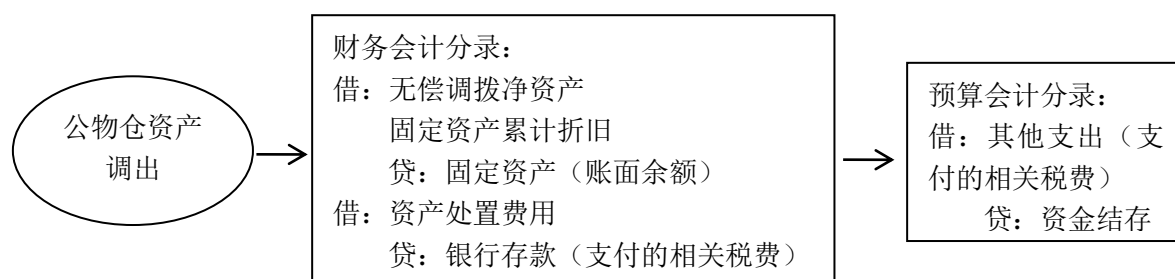 公物仓资产
调出
财务会计分录：
借：无偿调拨净资产
固定资产累计折旧
贷：固定资产（账面余额）
借：资产处置费用
贷：银行存款（支付的相关税费）
预算会计分录：
借：其他支出（支
付的相关税费）
贷：资金结存